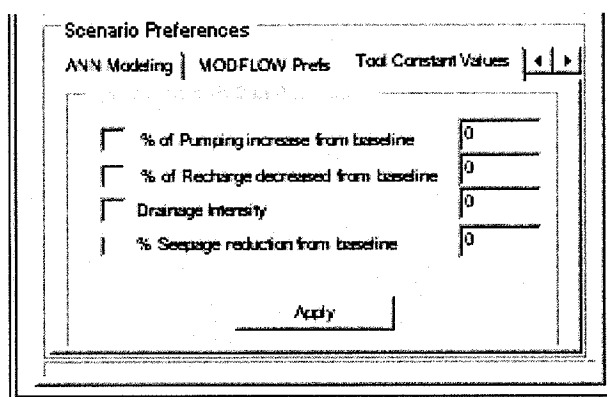 Scenario Preferences
ANN Modeling MODFLOW Prefs Tool Constant Values
% of Pumping increase from baseline 0
% of Recharge decreased from baseline 0
Drainage Intensity 0
% Seepage reduction from baseline 0
Apply